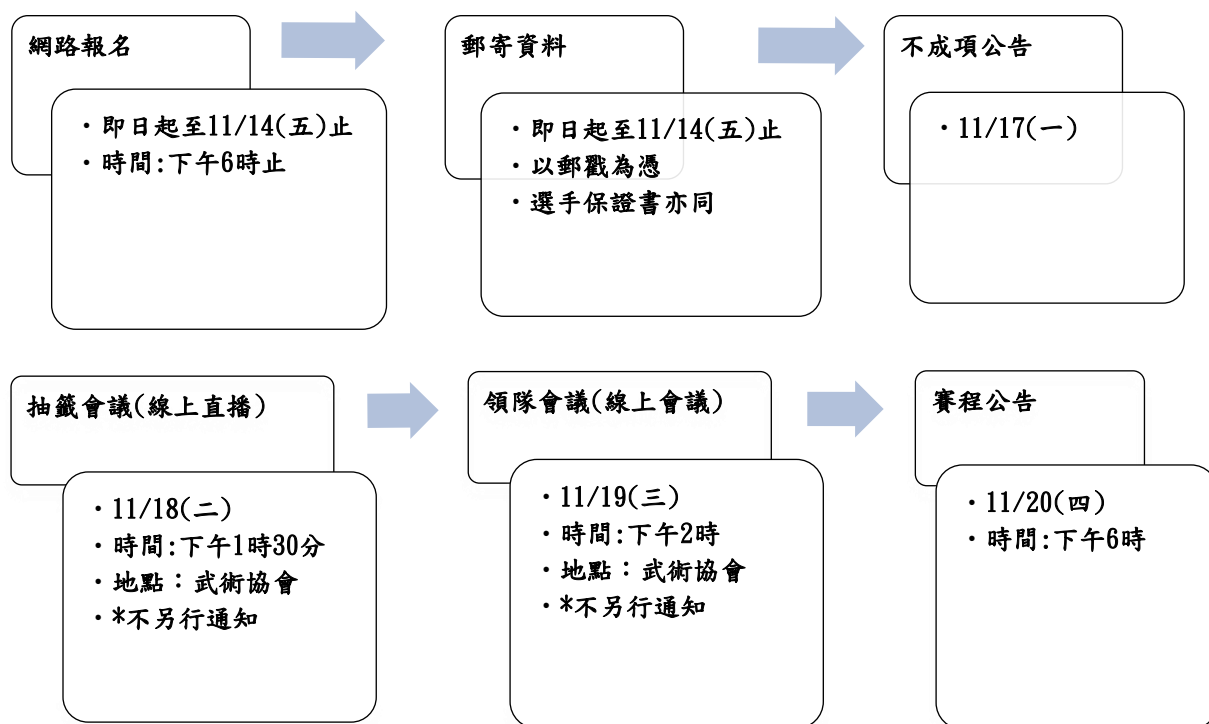 網路報名
・即日起至11/14(五)止
・時間:下午6時止
郵寄資料
・即日起至11/14(五)止
・以郵戳為憑
・選手保證書亦同
不成項公告
・11/17(一)
抽籤會議(線上直播)
・11/18(二)
・時間:下午1時30分
・地點：武術協會
・*不另行通知
領隊會議(線上會議)
・11/19(三)
・時間:下午2時
・地點：武術協會
・*不另行通知
賽程公告
・11/20(四)
・時間:下午6時